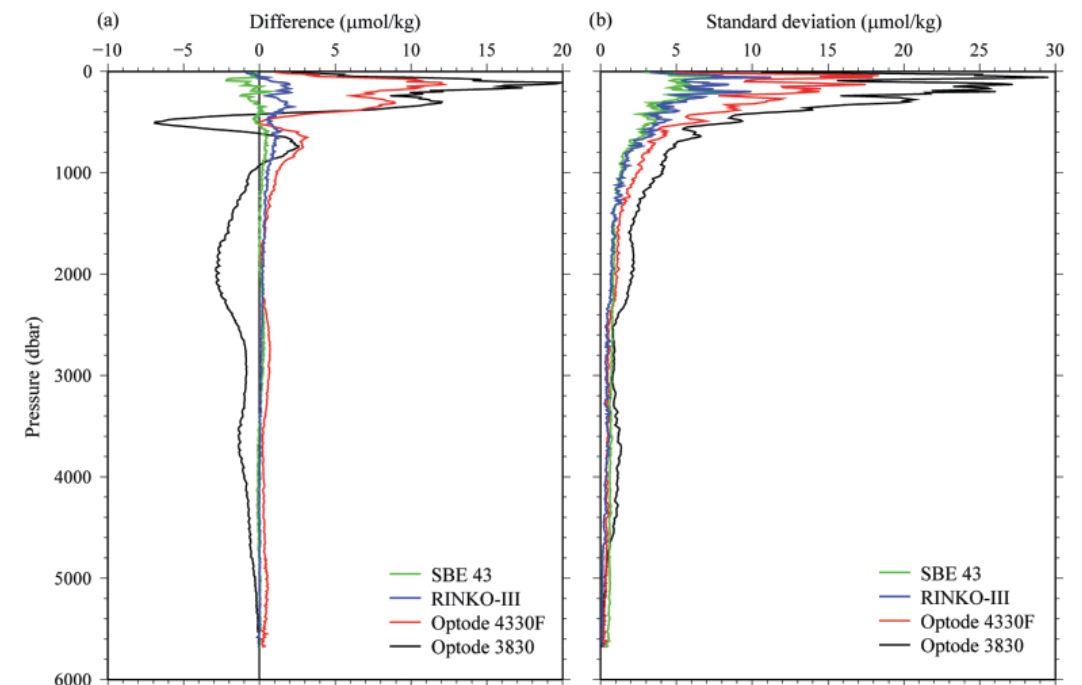 (a) Difference (μmol/kg)
−10 −5 0 5 10 15 20
0
1000
2000
3000
4000
5000
6000
Pressure (dbar)
SBE 43
RINKO-III
Optode 4330F
Optode 3830
(b) Standard deviation (μmol/kg)
0 5 10 15 20 25 30
SBE 43
RINKO-III
Optode 4330F
Optode 3830